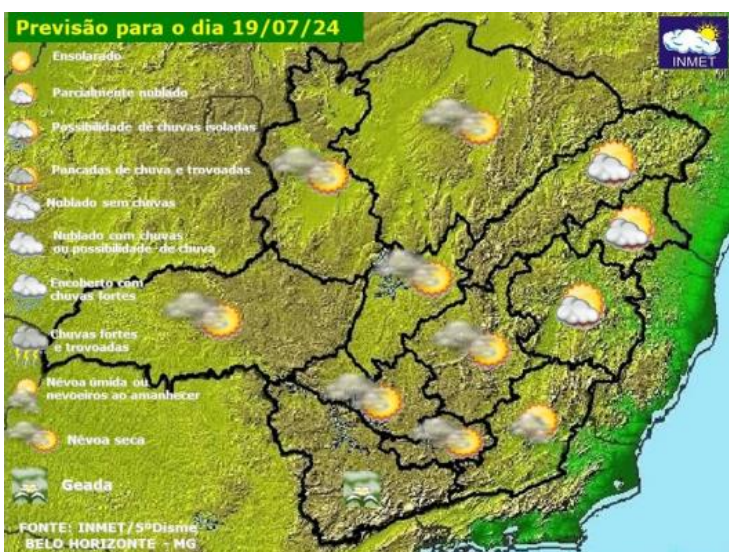 Previsão para o dia 19/07/24
INMET
Ensolarado
Parcialmente noblado
Possibilidade de chuvas isoladas
Pancadas de chuva e trovoadas
Noblado sem chuvas
Nublado com chuvas
ou possibilidade de chuva
Encoberto com
chuvas fortes
Chuvas fortes
e trovoadas
Névoa úmida ou
nevoeiros ao amanhecer
Névoa seca
Geada
FONTE: INMET/5ºDisme
BELO HORIZONTE - MG